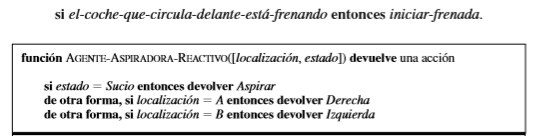 si el-coche-que-circula-delante-está-frenando entonces iniciar-frenada.
función AGENTE-ASPIRADORA-REACTIVO([localización, estado]) devuelve una acción
si estado = Sucio entonces devolver Aspirar
de otra forma, si localización = A entonces devolver Derecha
de otra forma, si localización = B entonces devolver Izquierda